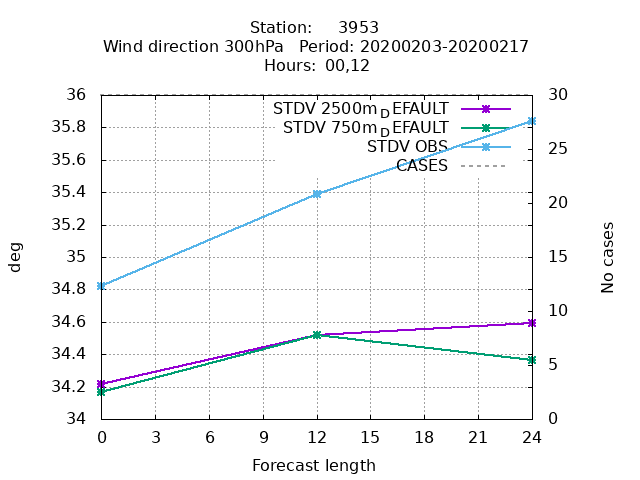 Station: 3953
Wind direction 300hPa Period: 20200203-20200217
Hours: 00,12
36 30
STDV 2500m_DEFAULT
35.8
STDV 750m_DEFAULT
STDV OBS
25
35.6
CASES
35.4
20
35.2
35 15
34.8
34.6 10
34.4
5
34.2
34 0
deg
No cases
0 3 6 9 12 15 18 21 24
Forecast length